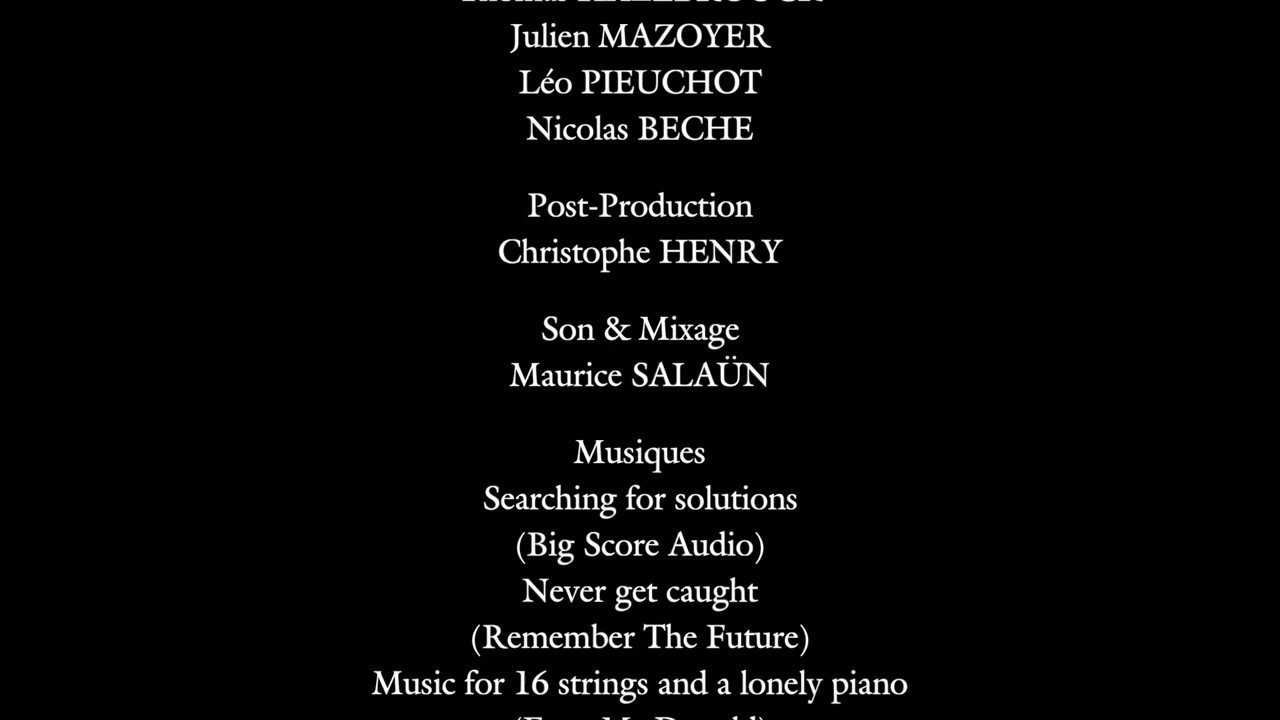 Julien MAZOYER
Léo PIEUCHOT
Nicolas BECHE
Post-Production
Christophe HENRY
Son & Mixage
Maurice SALAÜN
Musiques
Searching for solutions
(Big Score Audio)
Never get caught
(Remember The Future)
Music for 16 strings and a lonely piano